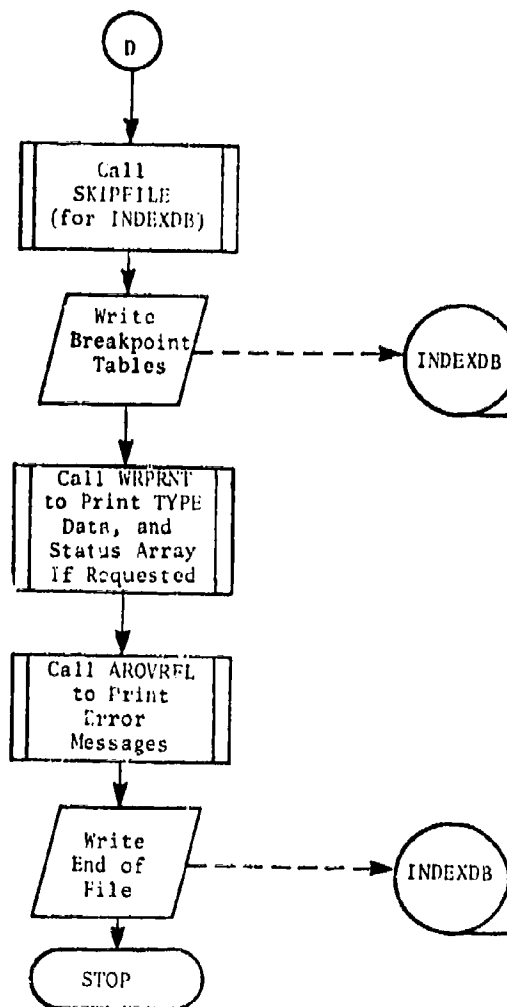 D
Call
SKIPFILE
(for INDEXDB)
Write
Breakpoint
Tables
INDEXDB
Call WRPRNT
to Print TYPE
Data, and
Status Array
If Requested
Call AROVRFL
to Print
Error
Messages
Write
End of
File
INDEXDB
STOP